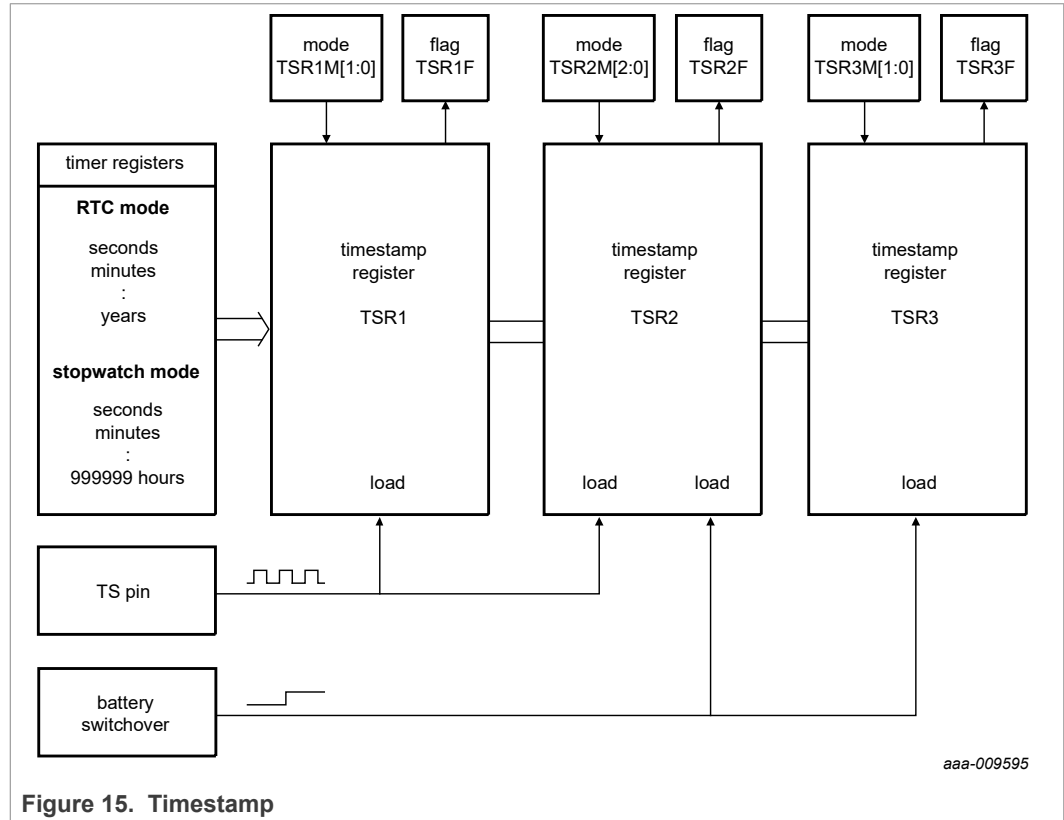 mode
TSR1M[1:0]
flag
TSR1F
mode
TSR2M[2:0]
flag
TSR2F
mode
TSR3M[1:0]
flag
TSR3F
timer registers
RTC mode
seconds
minutes
:
years
stopwatch mode
seconds
minutes
:
999999 hours
timestamp
register
TSR1
load
timestamp
register
TSR2
load
load
timestamp
register
TSR3
load
TS pin
battery
switchover
aaa-009595
Figure 15. Timestamp